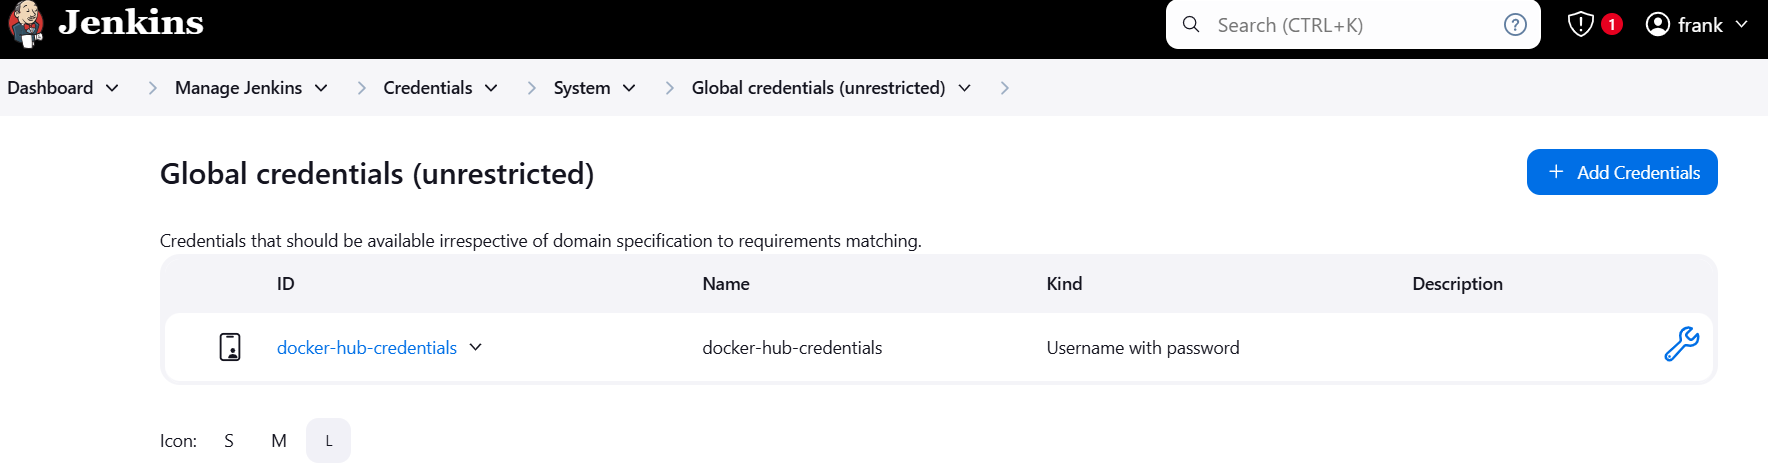 Jenkins
Search (CTRL+K)
?
1
frank
Dashboard
Manage Jenkins
Credentials
System
Global credentials (unrestricted)
Global credentials (unrestricted)
+ Add Credentials
Credentials that should be available irrespective of domain specification to requirements matching.
ID Name Kind Description
docker-hub-credentials docker-hub-credentials Username with password
Icon: S M L